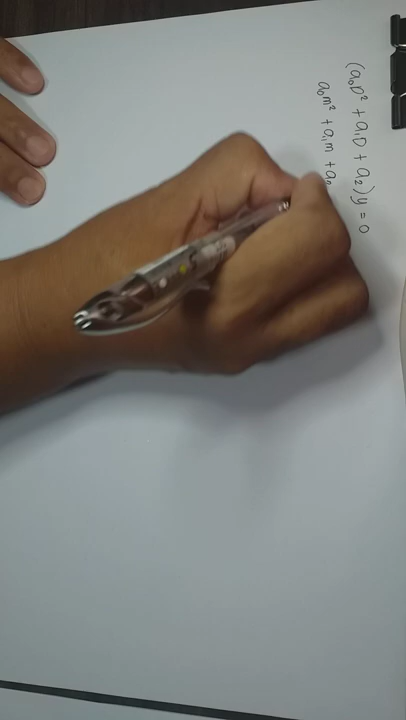 (a₀D² + a₁D + a₂)y = 0
a₀m² + a₁m + a₂